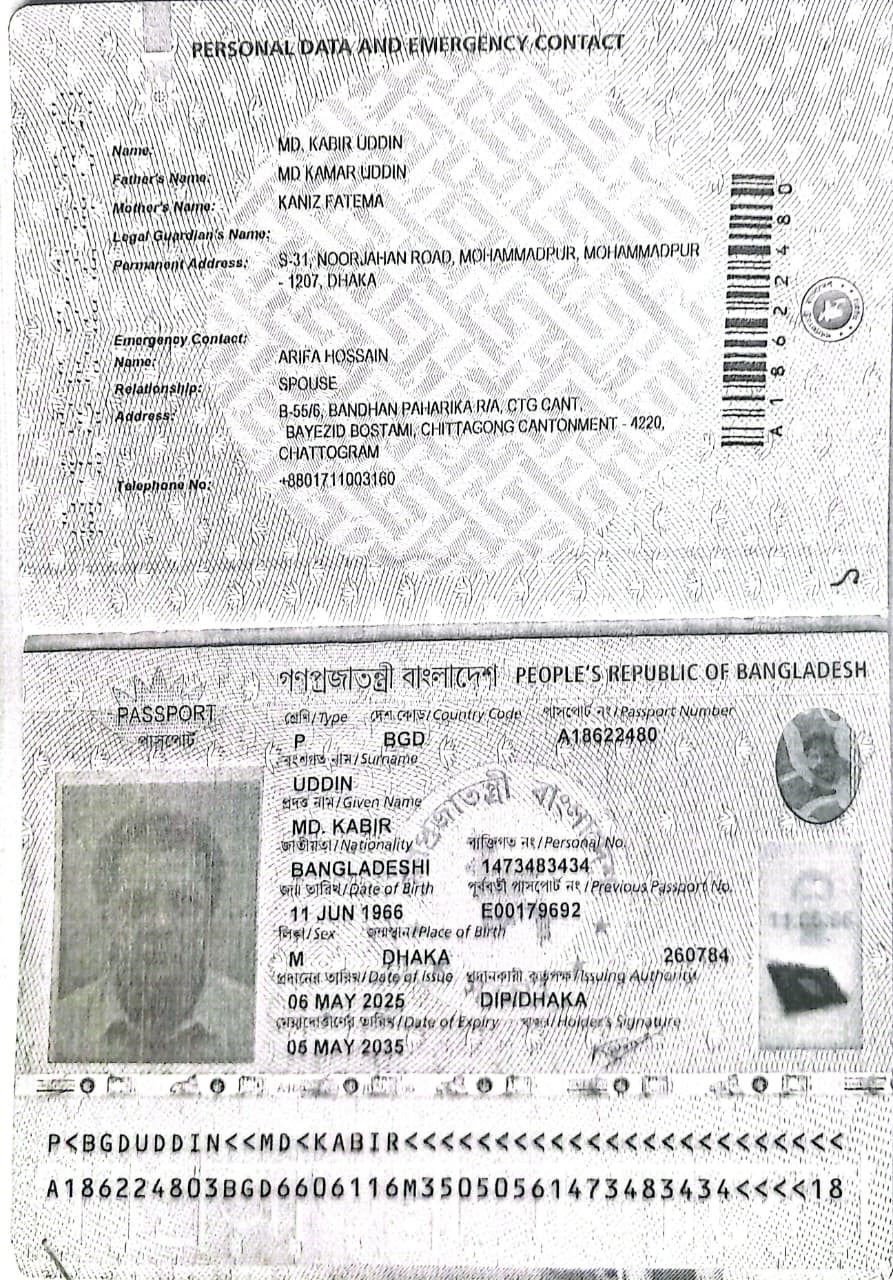 PERSONAL DATA AND EMERGENCY CONTACT
Name: MD. KABIR UDDIN
Father's Name: MD KAMAR UDDIN
Mother's Name: KANIZ FATEMA
Legal Guardian's Name:
Permanent Address: S-31, NOORJAHAN ROAD, MOHAMMADPUR, MOHAMMADPUR
- 1207, DHAKA
Emergency Contact:
Name: ARIFA HOSSAIN
Relationship: SPOUSE
Address: B-55/6, BANDHAN PAHARIKA R/A, CTG CANT,
BAYEZID BOSTAMI, CHITTAGONG CANTONMENT - 4220,
CHATTOGRAM
Telephone No: +8801711003160
A18622480
গণপ্রজাতন্ত্রী বাংলাদেশ PEOPLE'S REPUBLIC OF BANGLADESH
PASSPORT
পাসপোর্ট
শ্রেণি/Type দেশ কোড/Country Code পাসপোর্ট নং/Passport Number
P BGD A18622480
বংশগত নাম/Surname
UDDIN
প্রদত্ত নাম/Given Name
MD. KABIR
জাতীয়তা/Nationality ব্যক্তিগত নং/Personal No.
BANGLADESHI 1473483434
জন্ম তারিখ/Date of Birth পূর্ববর্তী পাসপোর্ট নং/Previous Passport No.
11 JUN 1966 E00179692
লিঙ্গ/Sex জন্মস্থান/Place of Birth
M DHAKA 260784
প্রদানের তারিখ/Date of Issue প্রদানকারী কর্তৃপক্ষ/Issuing Authority
06 MAY 2025 DIP/DHAKA
মেয়াদোত্তীর্ণের তারিখ/Date of Expiry স্বাক্ষর/Holder's Signature
05 MAY 2035
P<BGDUDDIN<<MD<KABIR<<<<<<<<<<<<<<<<<<<<<<<<
A186224803BGD6606116M35050561473483434<<<<18